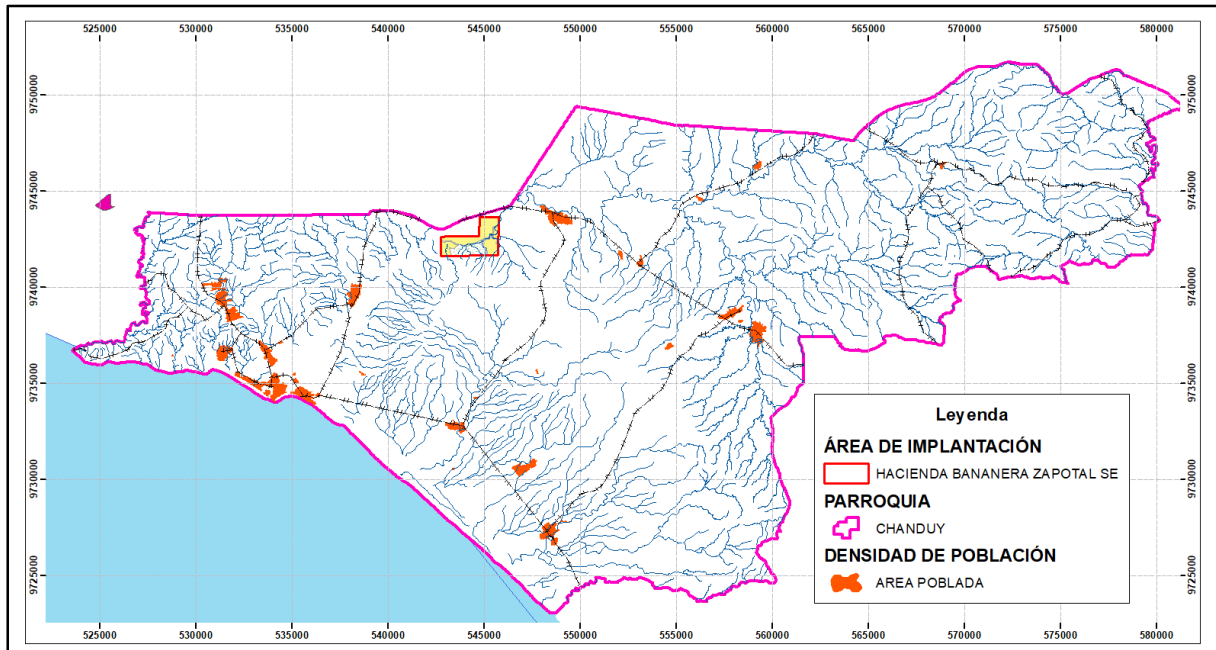 525000 530000 535000 540000 545000 550000 555000 560000 565000 570000 575000 580000
9750000 9750000
9745000 9745000
9740000 9740000
9735000 9735000
9730000 9730000
9725000 9725000
Leyenda
ÁREA DE IMPLANTACIÓN
HACIENDA BANANERA ZAPOTAL SE
PARROQUIA
CHANDUY
DENSIDAD DE POBLACIÓN
AREA POBLADA
525000 530000 535000 540000 545000 550000 555000 560000 565000 570000 575000 580000